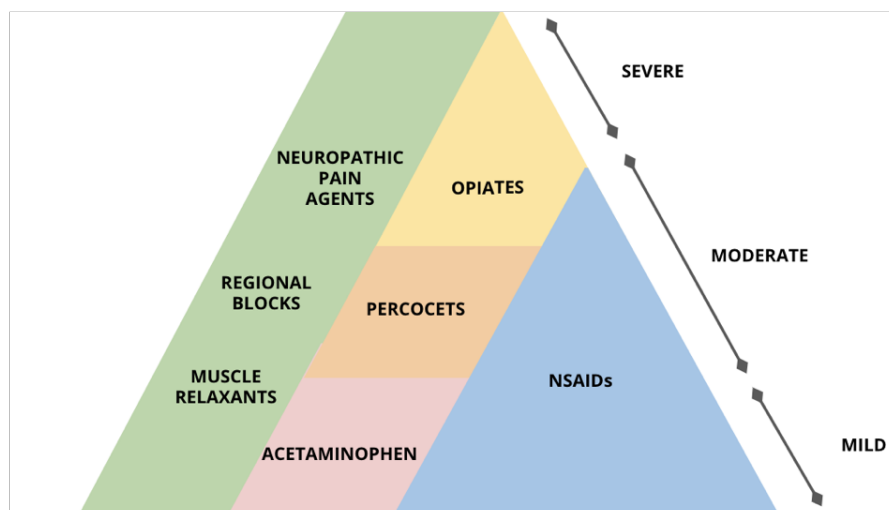 SEVERE
NEUROPATHIC
PAIN
AGENTS
OPIATES
MODERATE
REGIONAL
BLOCKS
PERCOCETS
MUSCLE
RELAXANTS
NSAIDs
ACETAMINOPHEN
MILD